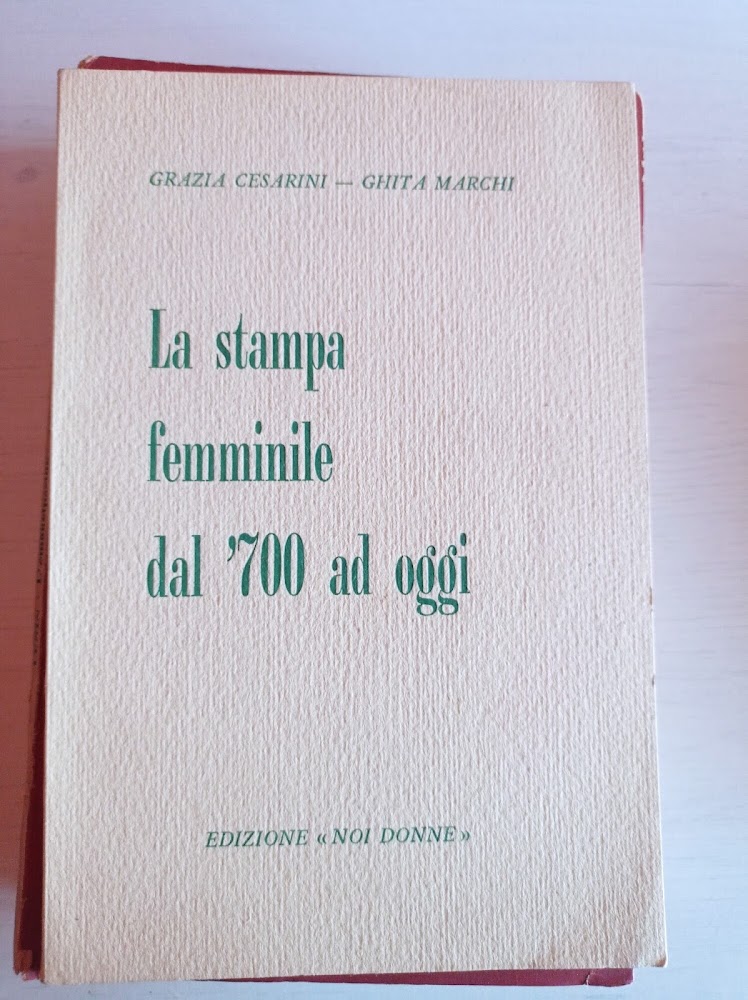 GRAZIA CESARINI — GHITA MARCHI
La stampa
femminile
dal '700 ad oggi
EDIZIONE « NOI DONNE »